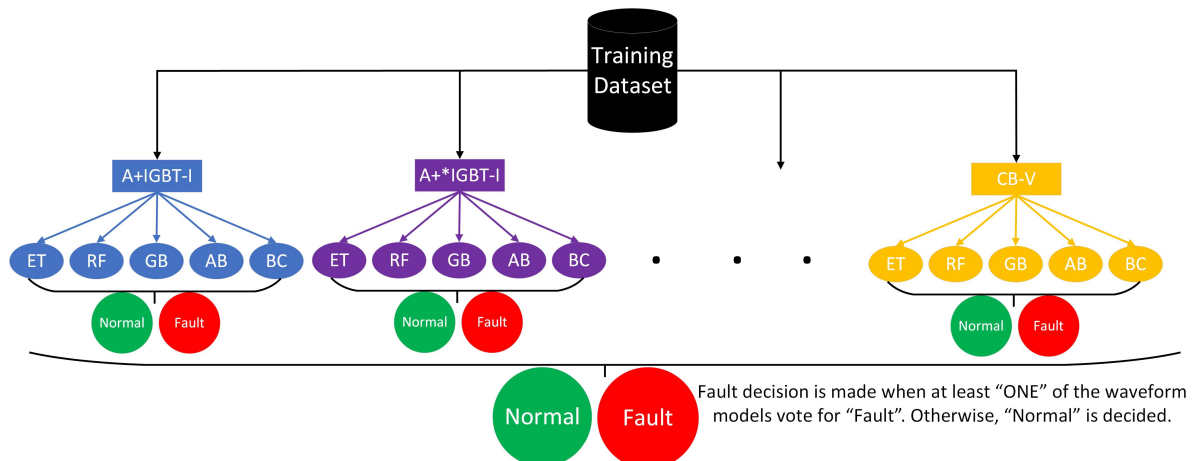 Training
Dataset
A+IGBT-I
A+*IGBT-I
CB-V
ET RF GB AB BC
ET RF GB AB BC
. . .
ET RF GB AB BC
Normal Fault
Normal Fault
Normal Fault
Normal Fault
Fault decision is made when at least “ONE” of the waveform
models vote for “Fault”. Otherwise, “Normal” is decided.